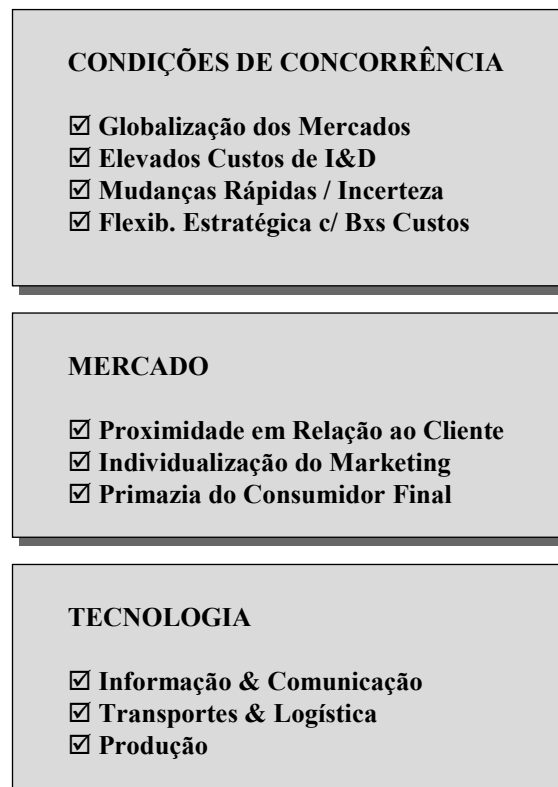 CONDIÇÕES DE CONCORRÊNCIA
☑ Globalização dos Mercados
☑ Elevados Custos de I&D
☑ Mudanças Rápidas / Incerteza
☑ Flexib. Estratégica c/ Bxs Custos
MERCADO
☑ Proximidade em Relação ao Cliente
☑ Individualização do Marketing
☑ Primazia do Consumidor Final
TECNOLOGIA
☑ Informação & Comunicação
☑ Transportes & Logística
☑ Produção